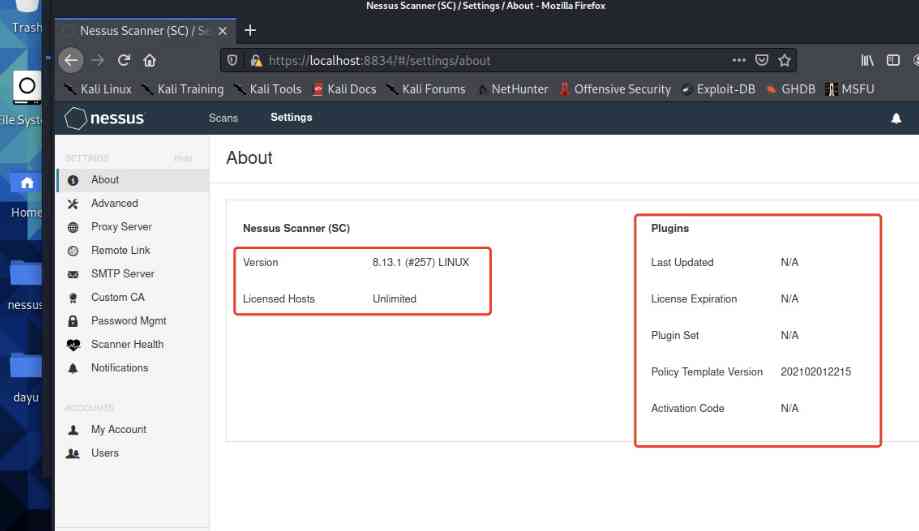 Nessus Scanner (SC) / Settings / About - Mozilla Firefox
Trash
Nessus Scanner (SC) / Se
https://localhost:8834/#/settings/about
Kali Linux Kali Training Kali Tools Kali Docs Kali Forums NetHunter Offensive Security Exploit-DB GHDB MSFU
File Syst
nessus Scans Settings
SETTINGS
About
About
Advanced
Home
Proxy Server
Remote Link
SMTP Server
nessus
Custom CA
Password Mgmt
Scanner Health
Notifications
dayu
ACCOUNTS
My Account
Users
Nessus Scanner (SC)
Version 8.13.1 (#257) LINUX
Licensed Hosts Unlimited
Plugins
Last Updated N/A
License Expiration N/A
Plugin Set N/A
Policy Template Version 202102012215
Activation Code N/A